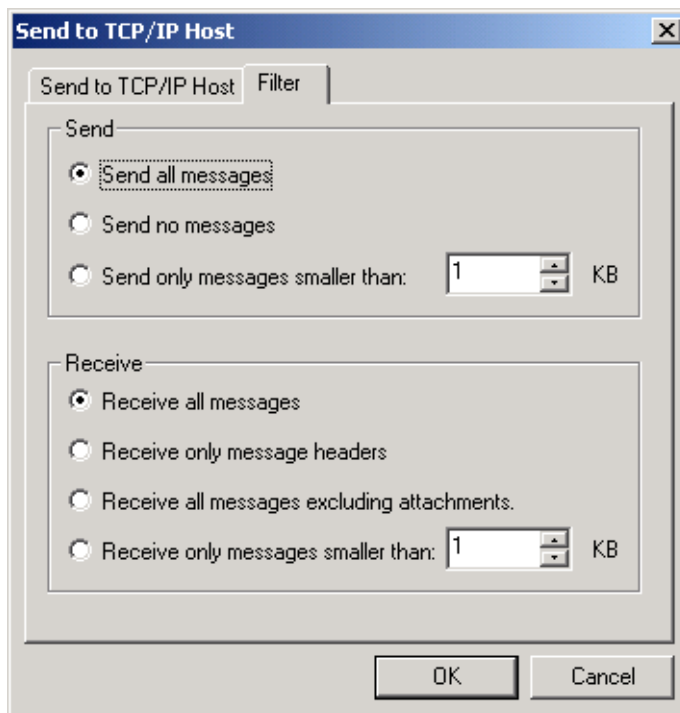 Send to TCP/IP Host
Send to TCP/IP Host Filter
Send
Send all messages
Send no messages
Send only messages smaller than: 1 KB
Receive
Receive all messages
Receive only message headers
Receive all messages excluding attachments.
Receive only messages smaller than: 1 KB
OK Cancel